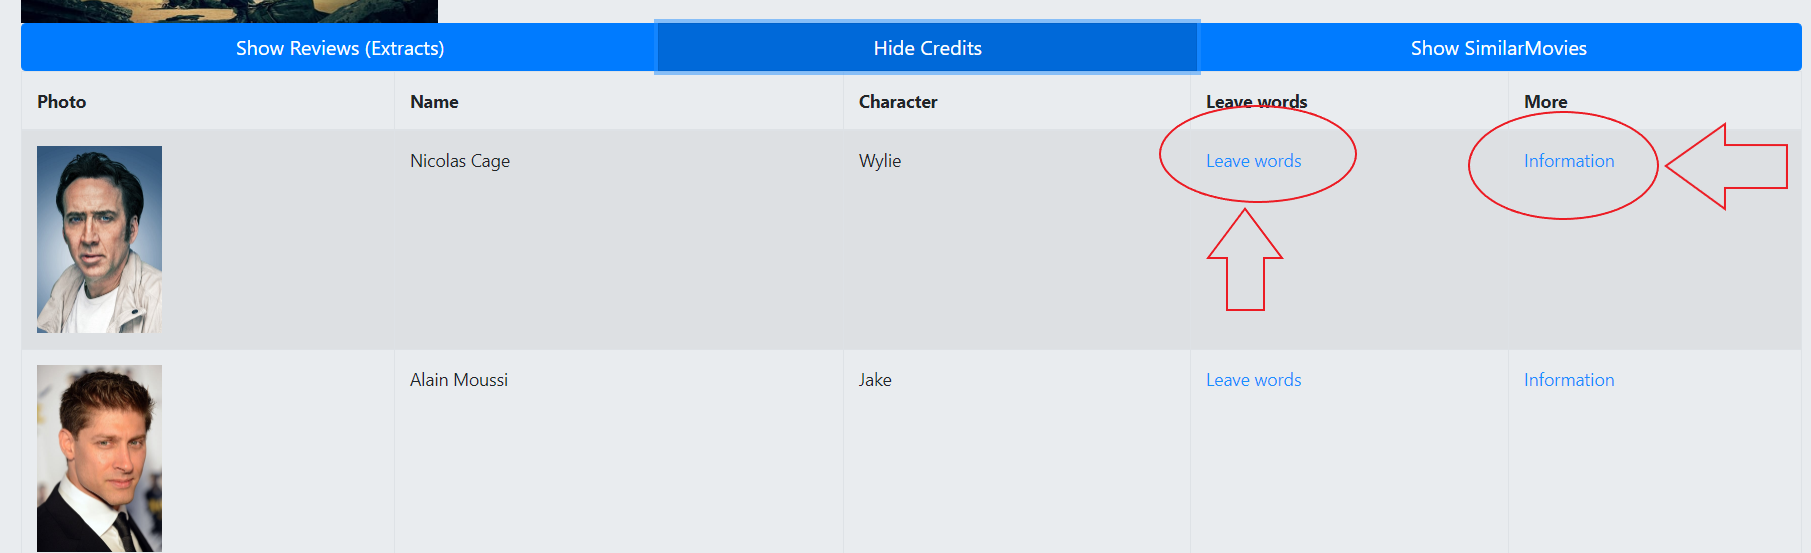 Show Reviews (Extracts) Hide Credits Show SimilarMovies
Photo Name Character Leave words More
Nicolas Cage Wylie Leave words Information
Alain Moussi Jake Leave words Information